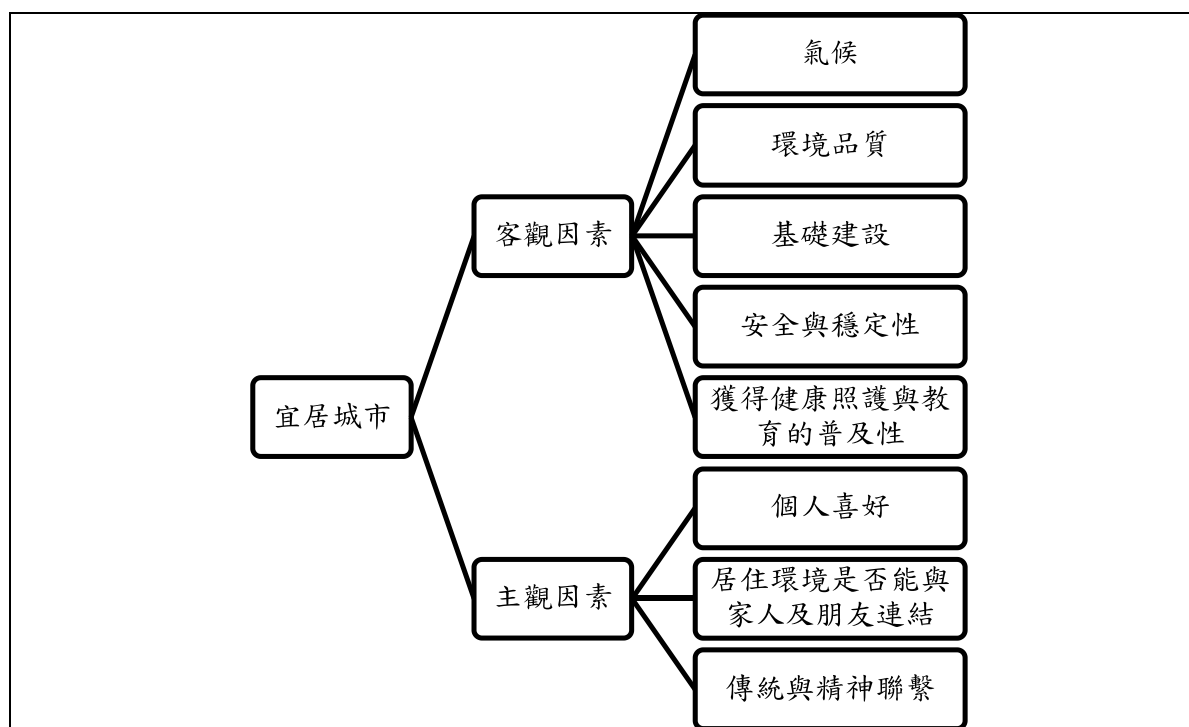 氣候
環境品質
客觀因素
基礎建設
安全與穩定性
宜居城市
獲得健康照護與教
育的普及性
個人喜好
主觀因素
居住環境是否能與
家人及朋友連結
傳統與精神聯繫